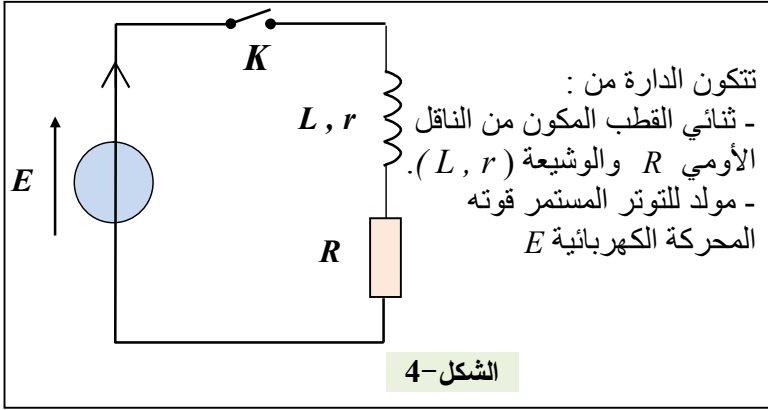 K
L , r
E
R
تتكون الدارة من :
- ثنائي القطب المكون من الناقل
الأومي R والوشيعة ( L , r ).
- مولد للتوتر المستمر قوته
المحركة الكهربائية E
الشكل-4